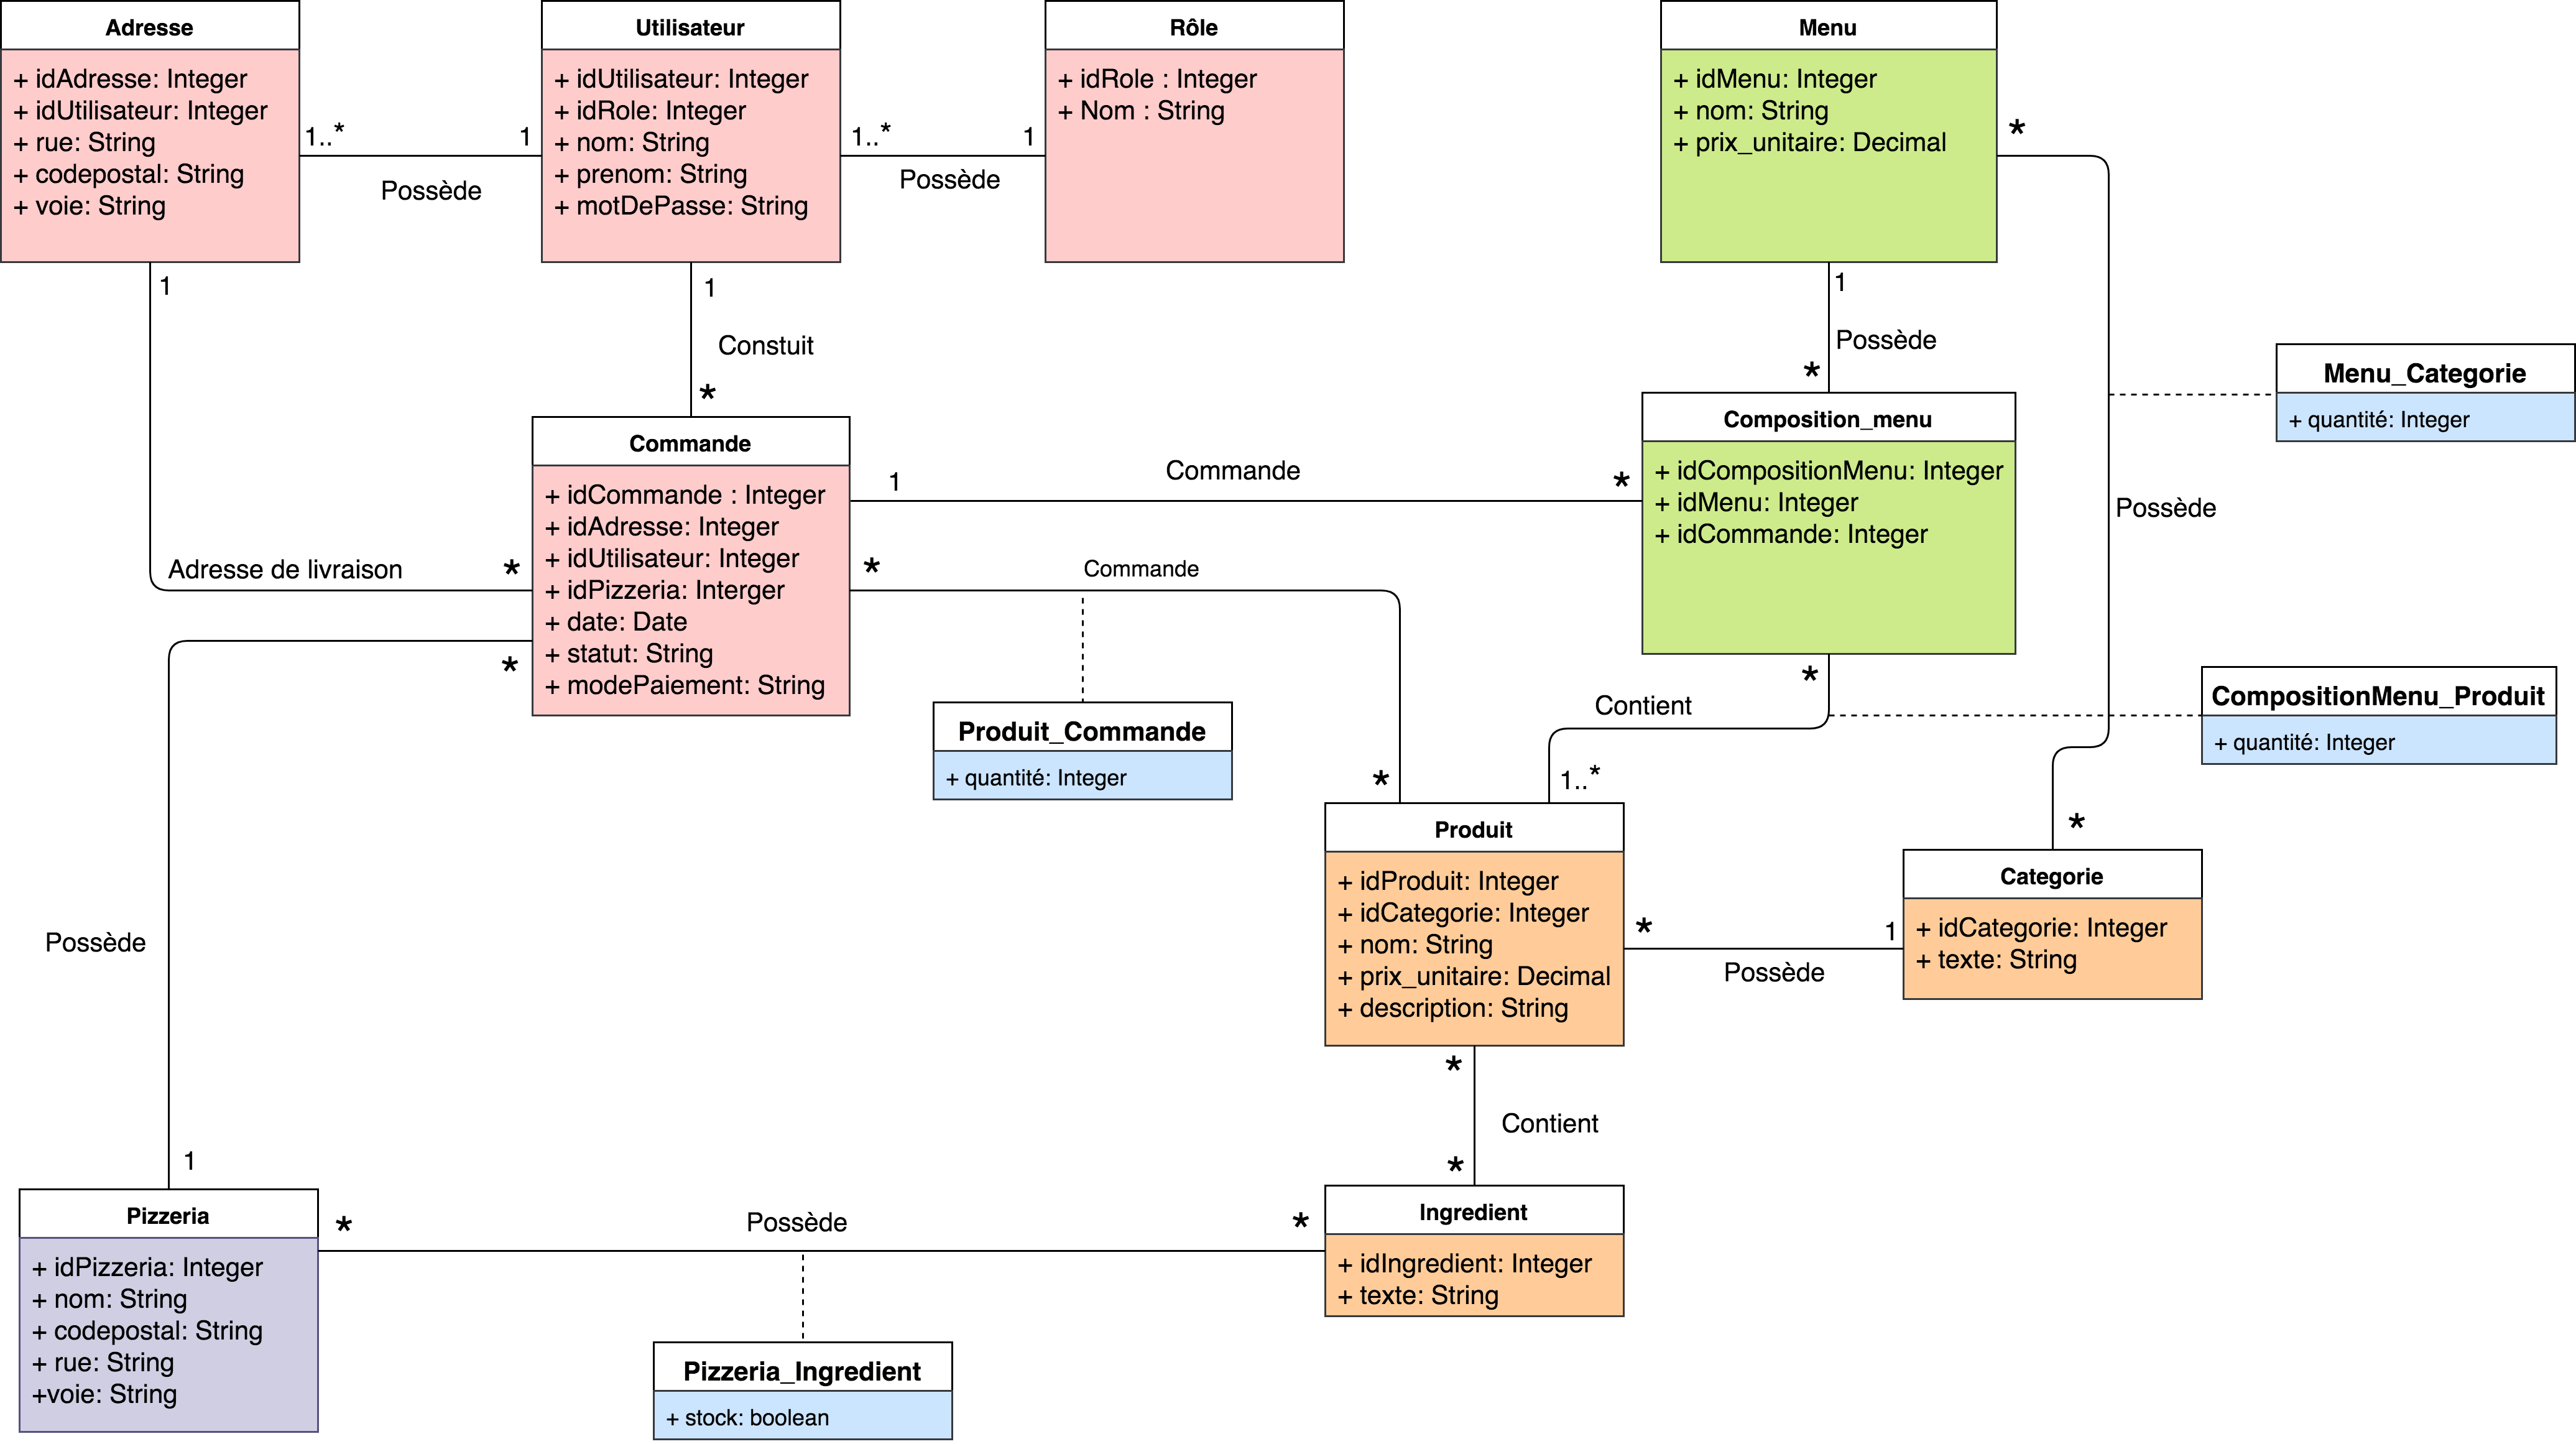 Adresse
+ idAdresse: Integer
+ idUtilisateur: Integer
+ rue: String
+ codepostal: String
+ voie: String
1..*
1
Possède
Utilisateur
+ idUtilisateur: Integer
+ idRole: Integer
+ nom: String
+ prenom: String
+ motDePasse: String
1..*
1
Possède
Rôle
+ idRole : Integer
+ Nom : String
Menu
+ idMenu: Integer
+ nom: String
+ prix_unitaire: Decimal
*
1
1
Constuit
*
1
Possède
*
Menu_Categorie
+ quantité: Integer
Possède
Commande
+ idCommande : Integer
+ idAdresse: Integer
+ idUtilisateur: Integer
+ idPizzeria: Interger
+ date: Date
+ statut: String
+ modePaiement: String
1
Commande
*
Composition_menu
+ idCompositionMenu: Integer
+ idMenu: Integer
+ idCommande: Integer
Adresse de livraison
*
*
Commande
*
Produit_Commande
+ quantité: Integer
*
*
Contient
1..*
CompositionMenu_Produit
+ quantité: Integer
*
Produit
+ idProduit: Integer
+ idCategorie: Integer
+ nom: String
+ prix_unitaire: Decimal
+ description: String
*
1
Possède
Categorie
+ idCategorie: Integer
+ texte: String
Possède
1
*
Contient
*
Pizzeria
+ idPizzeria: Integer
+ nom: String
+ codepostal: String
+ rue: String
+voie: String
*
Possède
*
Ingredient
+ idIngredient: Integer
+ texte: String
Pizzeria_Ingredient
+ stock: boolean